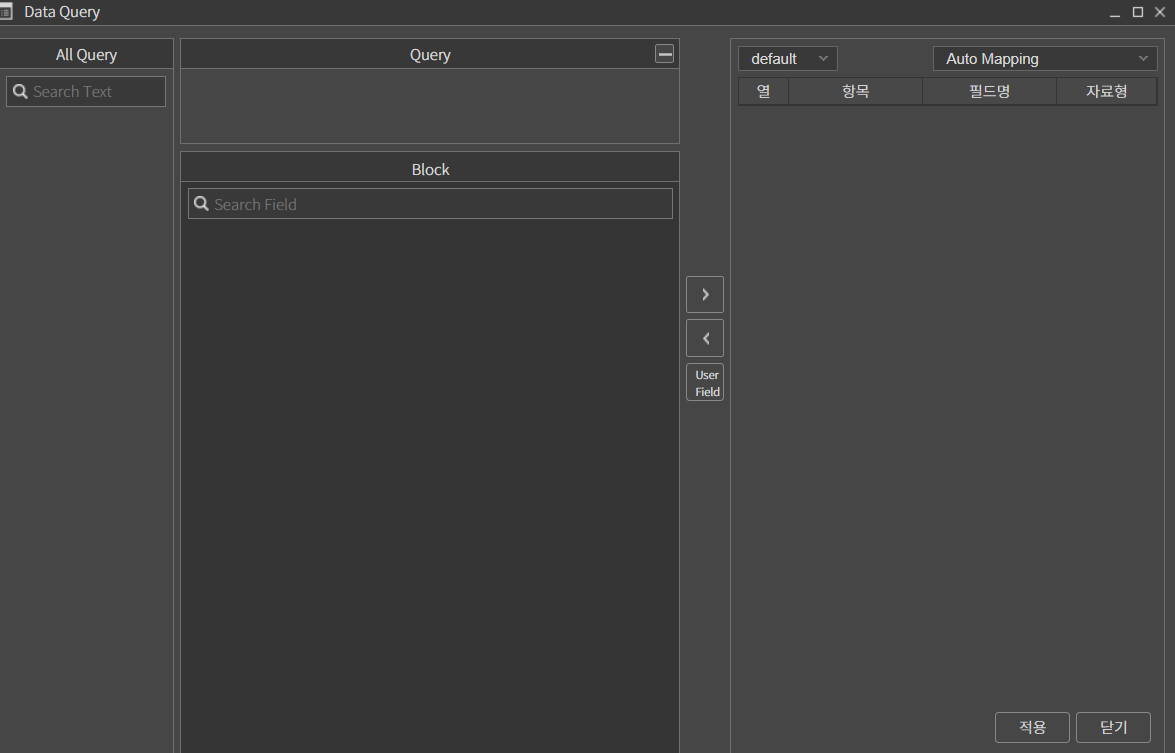 Data Query
All Query
Search Text
Query
Block
Search Field
User
Field
default
Auto Mapping
열 항목 필드명 자료형
적용 닫기